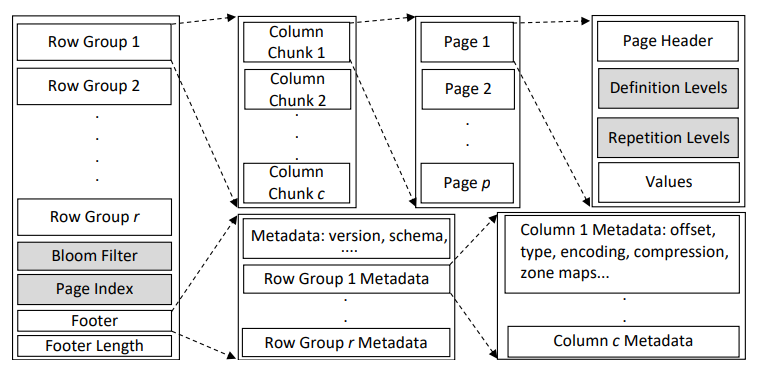 Row Group 1
Row Group 2
.
.
.
.
Row Group r
Bloom Filter
Page Index
Footer
Footer Length
Column
Chunk 1
Column
Chunk 2
.
.
.
Column
Chunk c
Page 1
Page 2
.
.
Page p
Page Header
Definition Levels
Repetition Levels
Values
Metadata: version, schema,
....
Row Group 1 Metadata
.
.
Row Group r Metadata
Column 1 Metadata: offset,
type, encoding, compression,
zone maps...
.
.
Column c Metadata